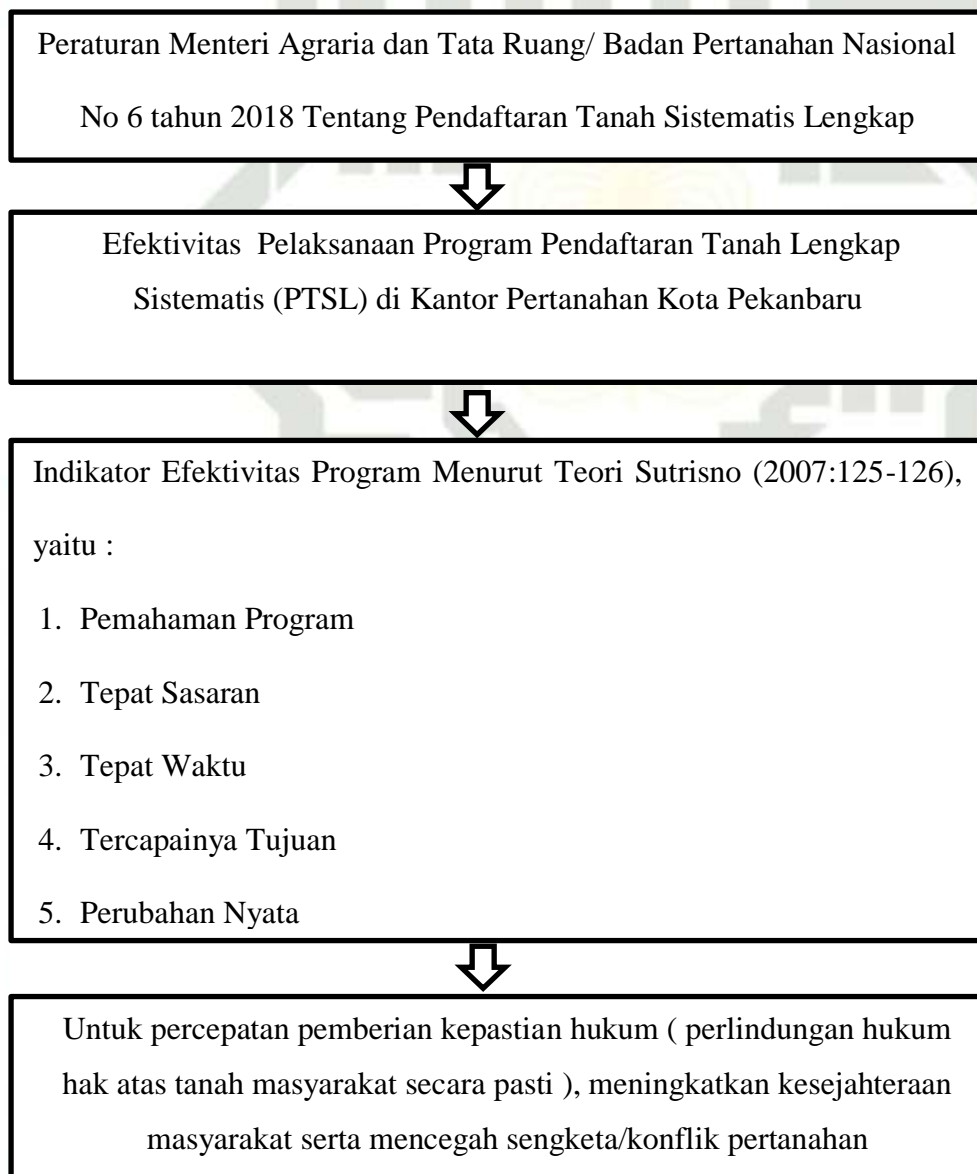 Peraturan Menteri Agraria dan Tata Ruang/ Badan Pertanahan Nasional
No 6 tahun 2018 Tentang Pendaftaran Tanah Sistematis Lengkap
Efektivitas Pelaksanaan Program Pendaftaran Tanah Lengkap
Sistematis (PTSL) di Kantor Pertanahan Kota Pekanbaru
Indikator Efektivitas Program Menurut Teori Sutrisno (2007:125-126),
yaitu :
1. Pemahaman Program
2. Tepat Sasaran
3. Tepat Waktu
4. Tercapainya Tujuan
5. Perubahan Nyata
Untuk percepatan pemberian kepastian hukum ( perlindungan hukum
hak atas tanah masyarakat secara pasti ), meningkatkan kesejahteraan
masyarakat serta mencegah sengketa/konflik pertanahan